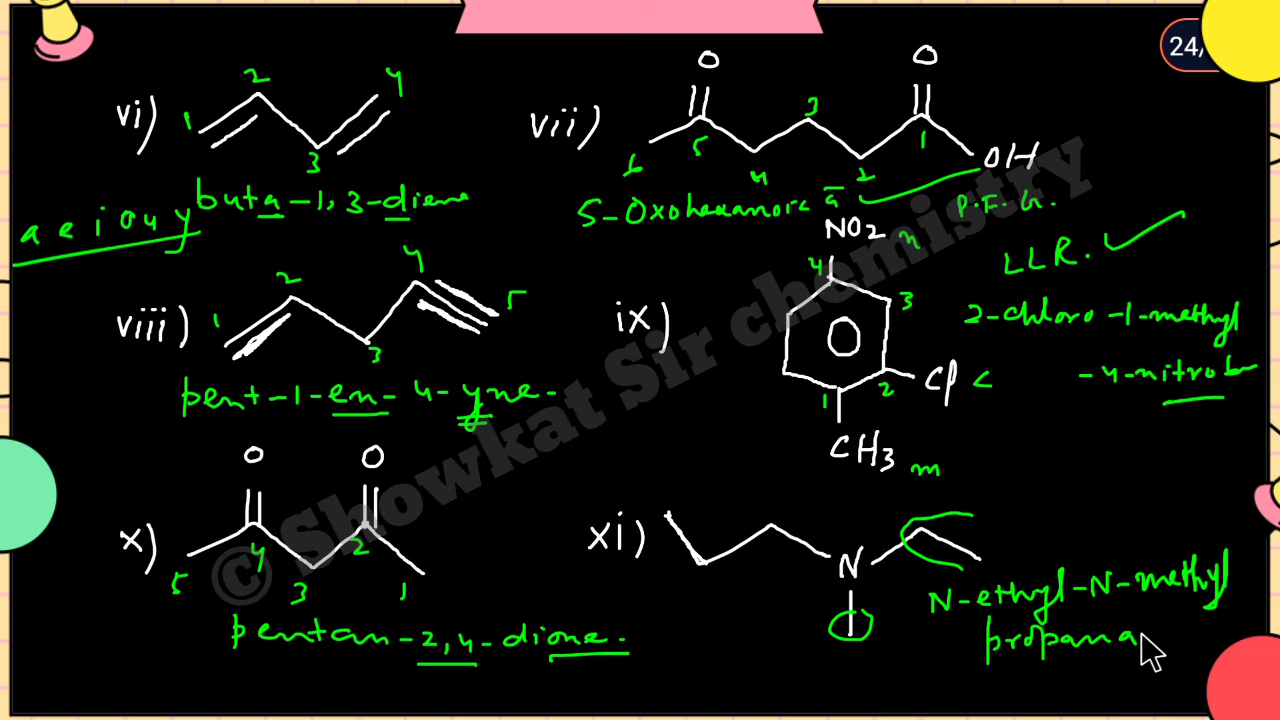 24/
vi)
1 2 3 4
buta-1,3-diene
a e i o u y
vii)
O O
6 5 4 3 2 1
OH
5-Oxohexanoic a
P.F.G.
LLR.
viii)
1 2 3 4 5
pent-1-en-4-yne.
ix)
NO2 n
4
3
Cl c
2
1
CH3 m
2-chloro-1-methyl
-4-nitrob
x)
O O
5 4 3 2 1
pentan-2,4-dione.
xi)
N
N-ethyl-N-methyl
propana
© Showkat Sir chemistry